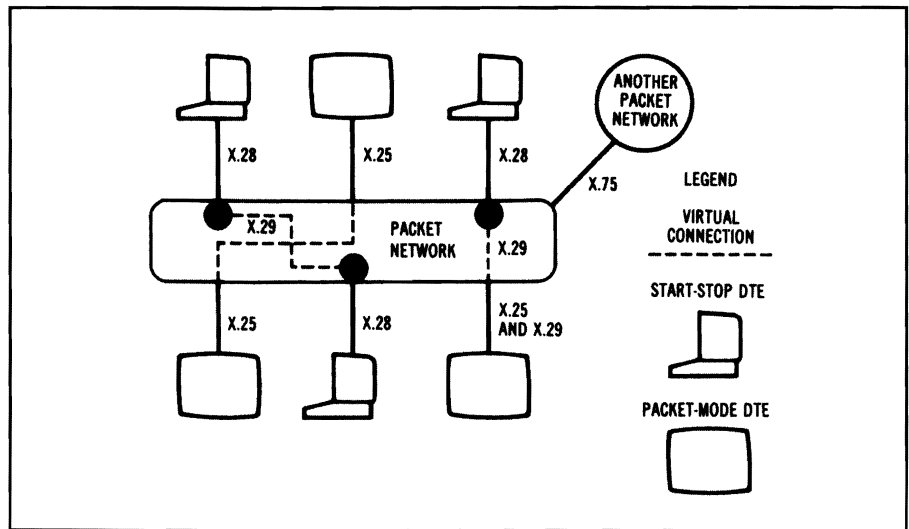 ANOTHER
PACKET
NETWORK
X.28
X.25
X.28
X.75
LEGEND
X.29
PACKET
NETWORK
X.29
VIRTUAL
CONNECTION
START-STOP DTE
X.25
X.28
X.25
AND X.29
PACKET-MODE DTE